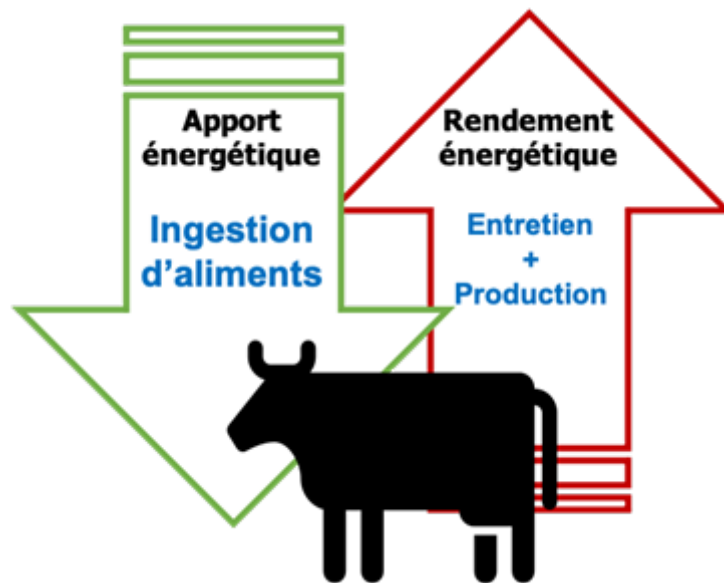 Apport
énergétique
Ingestion
d'aliments
Rendement
énergétique
Entretien
+
Production